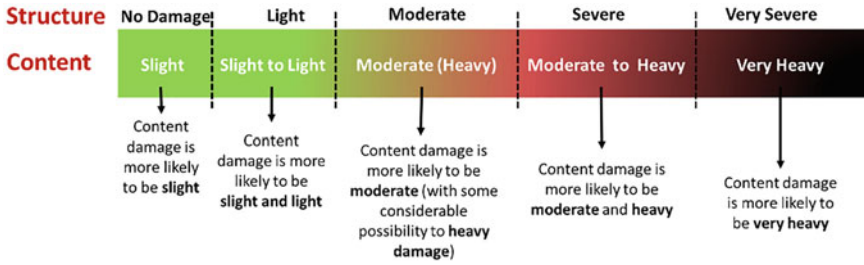 Structure No Damage Light Moderate Severe Very Severe
Content Slight Slight to Light Moderate (Heavy) Moderate to Heavy Very Heavy
Content
damage is
more likely
to be slight
Content
damage is more
likely to be
slight and light
Content damage is
more likely to be
moderate (with some
considerable
possibility to heavy
damage)
Content damage is
more likely to be
moderate and heavy
Content damage
is more likely to
be very heavy